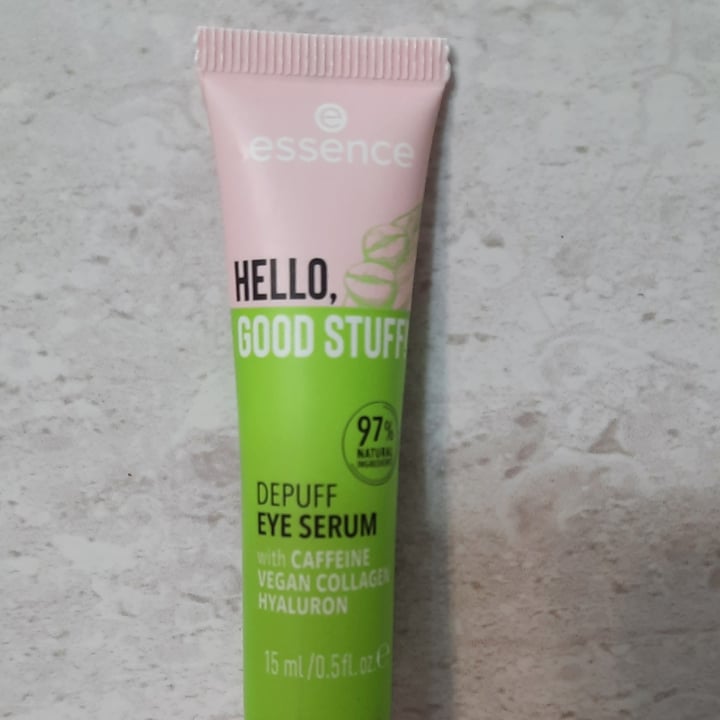 e
essence
HELLO,
GOOD STUFF!
97%
NATURAL
INGREDIENTS
DEPUFF
EYE SERUM
with CAFFEINE
VEGAN COLLAGEN
HYALURON
15 ml / 0.5 fl. oz. ℮